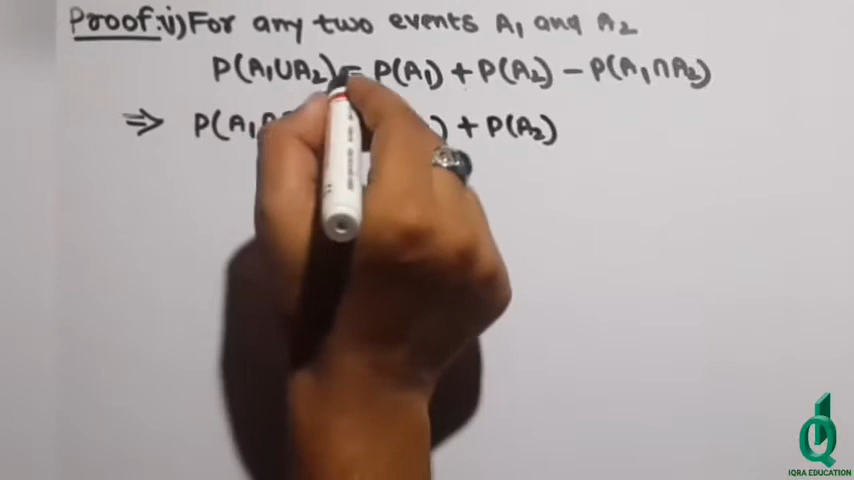 Proof: v) For any two events A₁ and A₂
P(A₁∪A₂) = P(A₁) + P(A₂) − P(A₁∩A₂)
⇒ P(A₁ ) + P(A₂)
IQRA EDUCATION